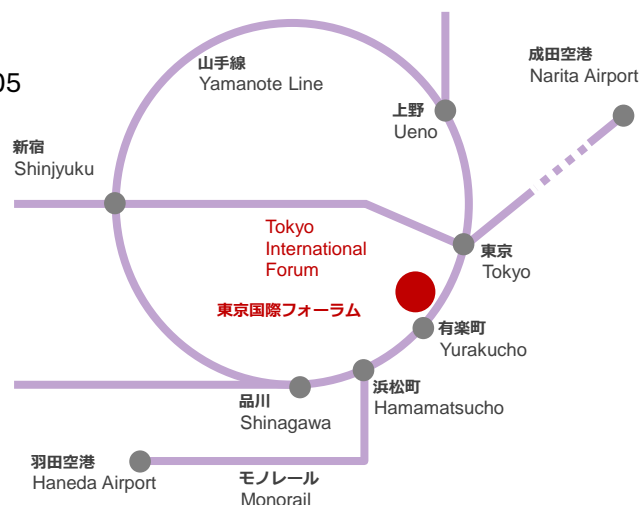 山手線
Yamanote Line
成田空港
Narita Airport
05
上野
Ueno
新宿
Shinjyuku
Tokyo
International
Forum
東京国際フォーラム
東京
Tokyo
有楽町
Yurakucho
浜松町
Hamamatsucho
品川
Shinagawa
羽田空港
Haneda Airport
モノレール
Monorail